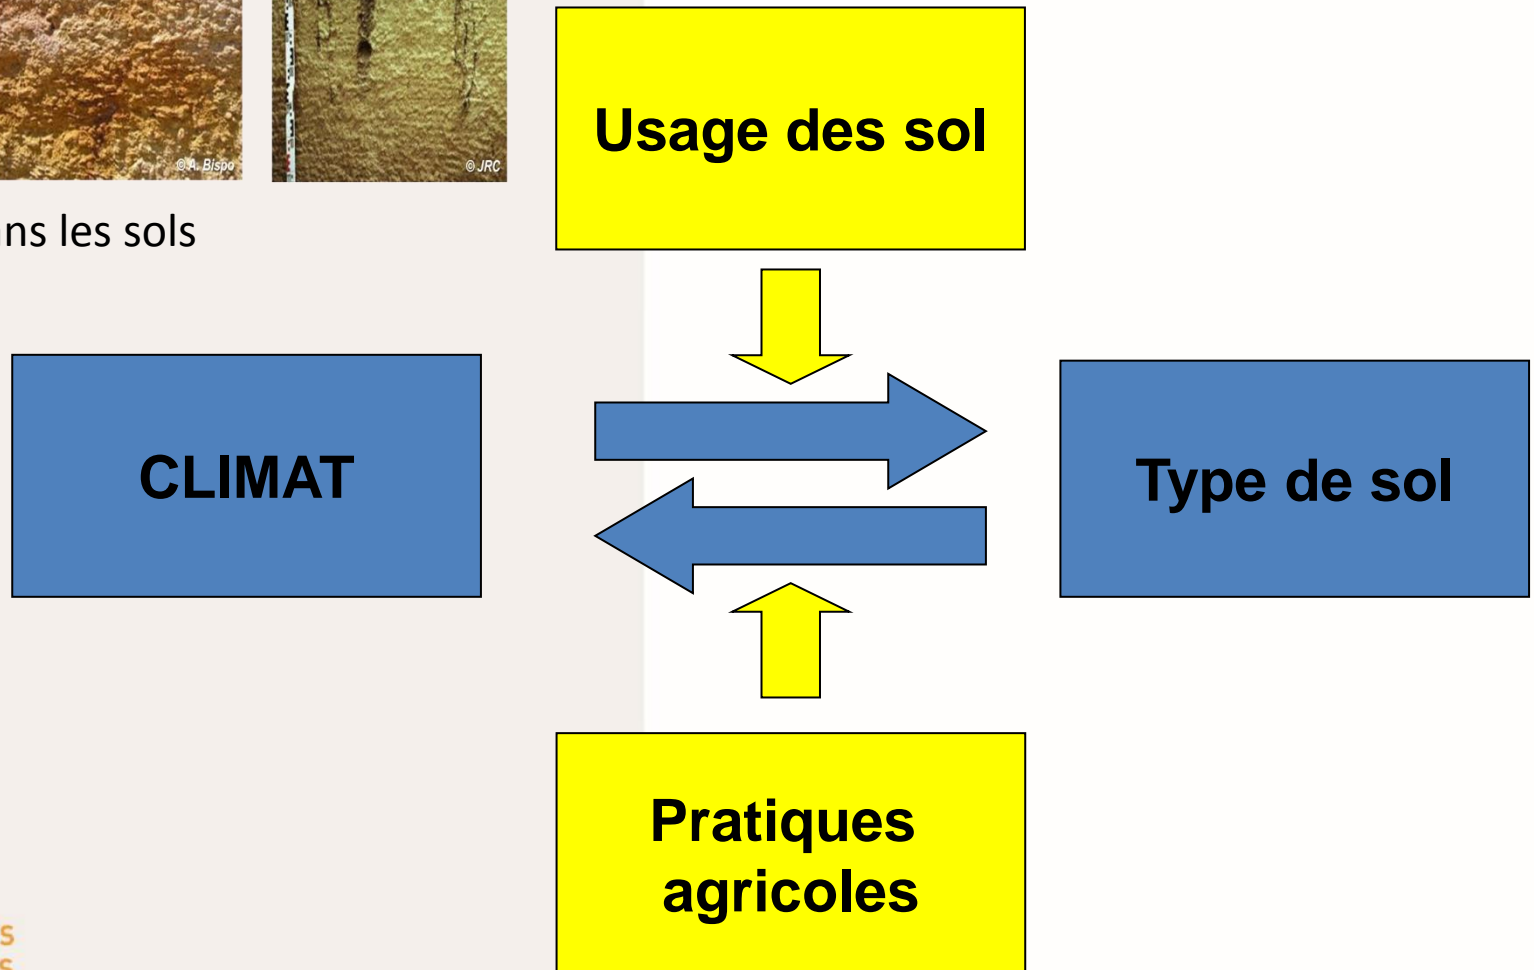 © A. Bispo
© JRC
Usage des sol
ns les sols
CLIMAT
Type de sol
Pratiques
agricoles
s
s